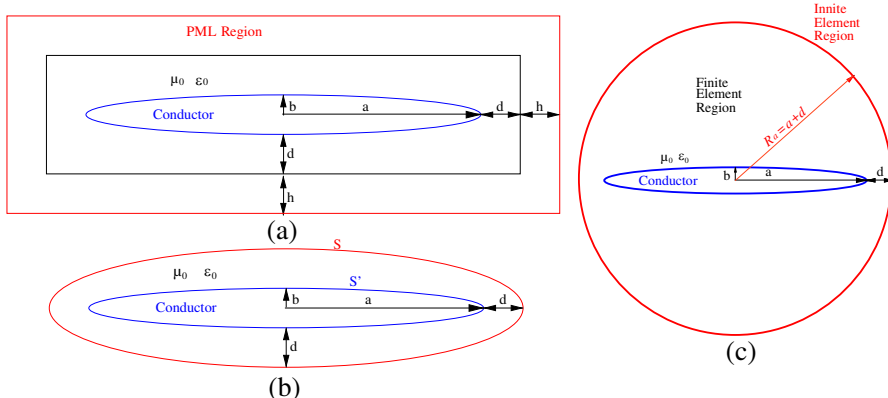 PML Region
μ₀ ε₀
Conductor
b
a
d
h
d
h
(a)
S
μ₀ ε₀
S'
Conductor
b
a
d
d
(b)
Innite
Element
Region
Finite
Element
Region
Rₐ = a+d
μ₀ ε₀
Conductor
b
a
d
(c)